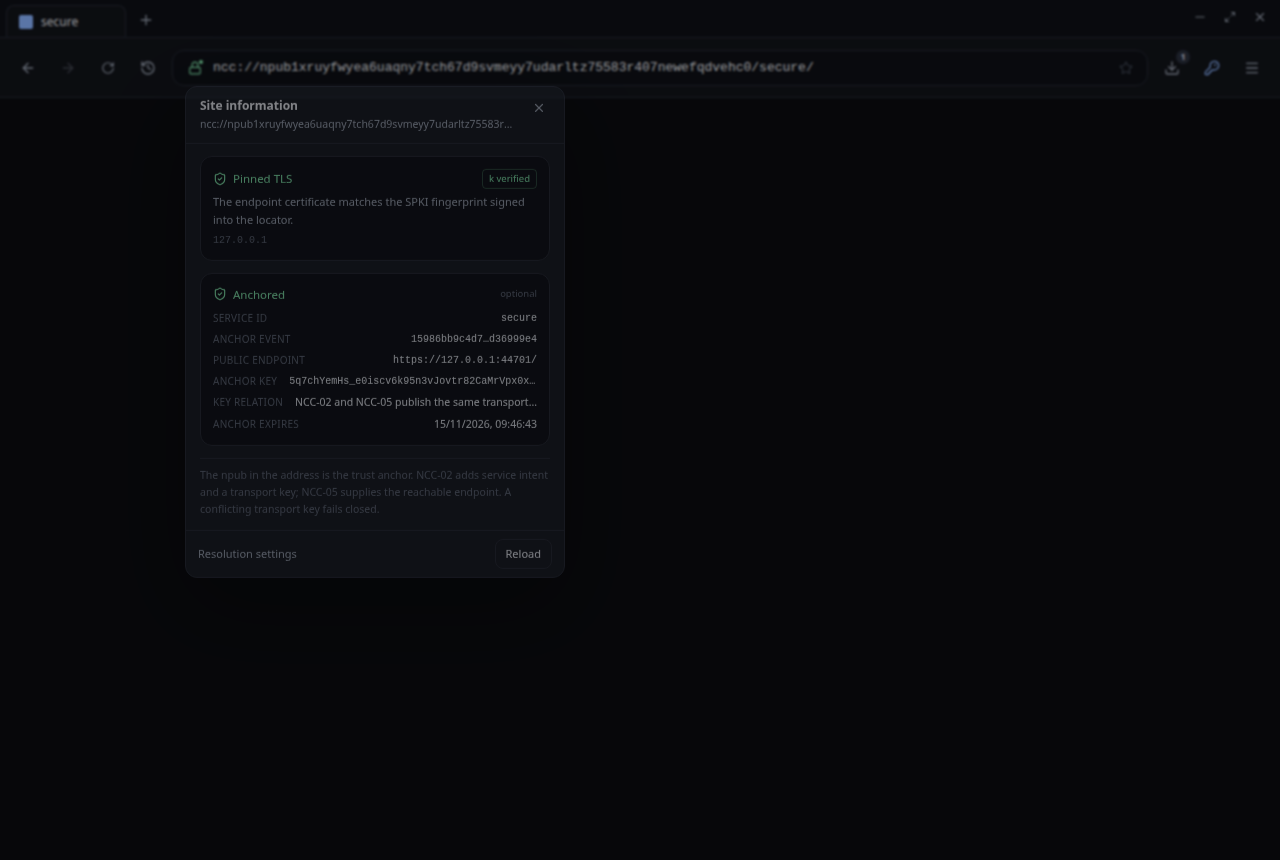 secure
1
ncc://npub1xruyfwyea6uaqny7tch67d9svmeyy7udarltz75583r407newefqdvehc0/secure/
Site information
ncc://npub1xruyfwyea6uaqny7tch67d9svmeyy7udarltz75583r…
Pinned TLS
k verified
The endpoint certificate matches the SPKI fingerprint signed
into the locator.
127.0.0.1
Anchored
optional
SERVICE ID secure
ANCHOR EVENT 15986bb9c4d7…d36999e4
PUBLIC ENDPOINT https://127.0.0.1:44701/
ANCHOR KEY 5q7chYemHs_e0iscv6k95n3vJovtr82CaMrVpx0x…
KEY RELATION NCC-02 and NCC-05 publish the same transport…
ANCHOR EXPIRES 15/11/2026, 09:46:43
The npub in the address is the trust anchor. NCC-02 adds service intent
and a transport key; NCC-05 supplies the reachable endpoint. A
conflicting transport key fails closed.
Resolution settings
Reload